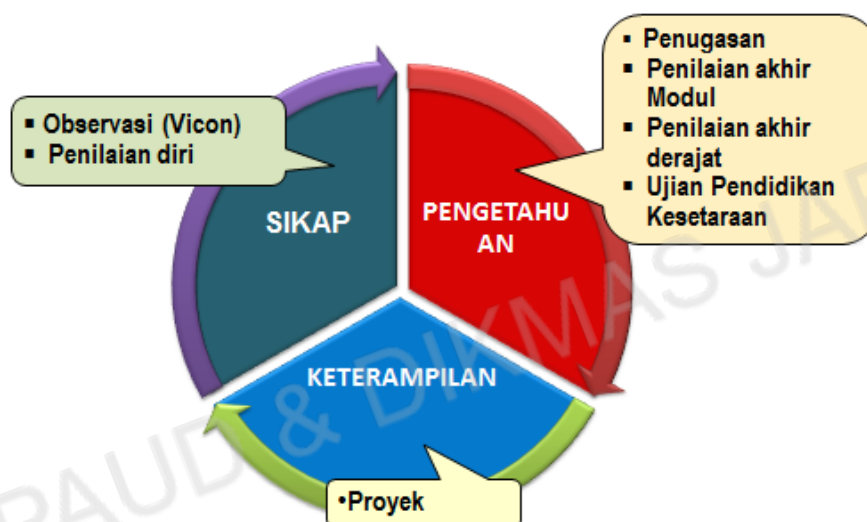 ▪ Observasi (Vicon)
▪ Penilaian diri
SIKAP
▪ Penugasan
▪ Penilaian akhir
Modul
▪ Penilaian akhir
derajat
▪ Ujian Pendidikan
Kesetaraan
PENGETAHU
AN
KETERAMPILAN
•Proyek
PAUD & DIKMAS